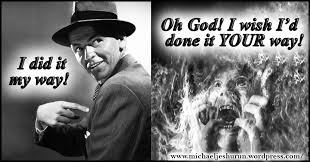 I did it
my way!
Oh God! I wish I'd
done it YOUR way!
www.michaeljeshurun.wordpress.com/